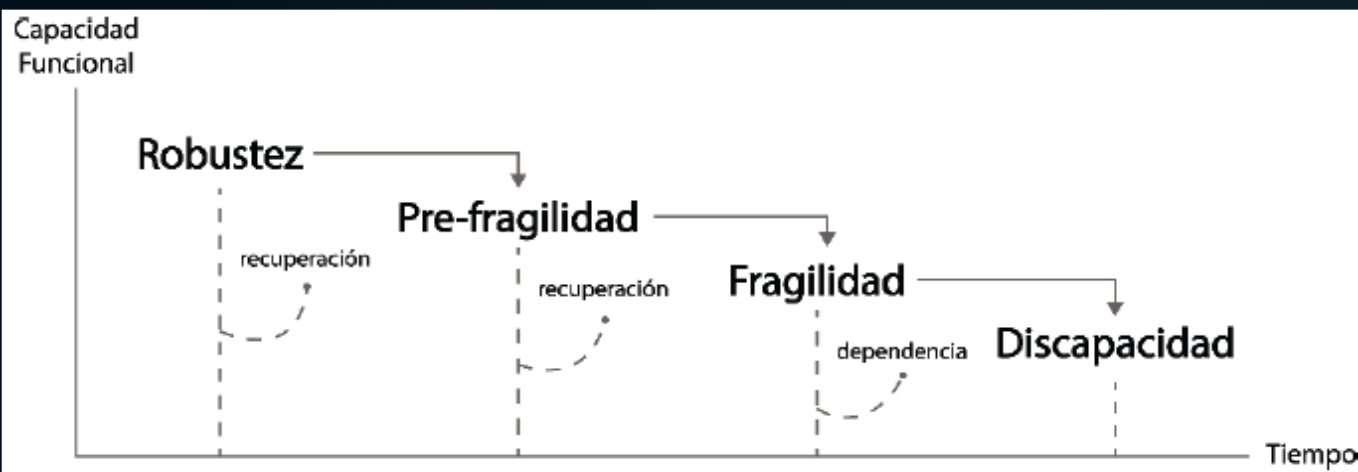 Capacidad
Funcional
Robustez
Pre-fragilidad
recuperación
Fragilidad
recuperación
Discapacidad
dependencia
Tiempo